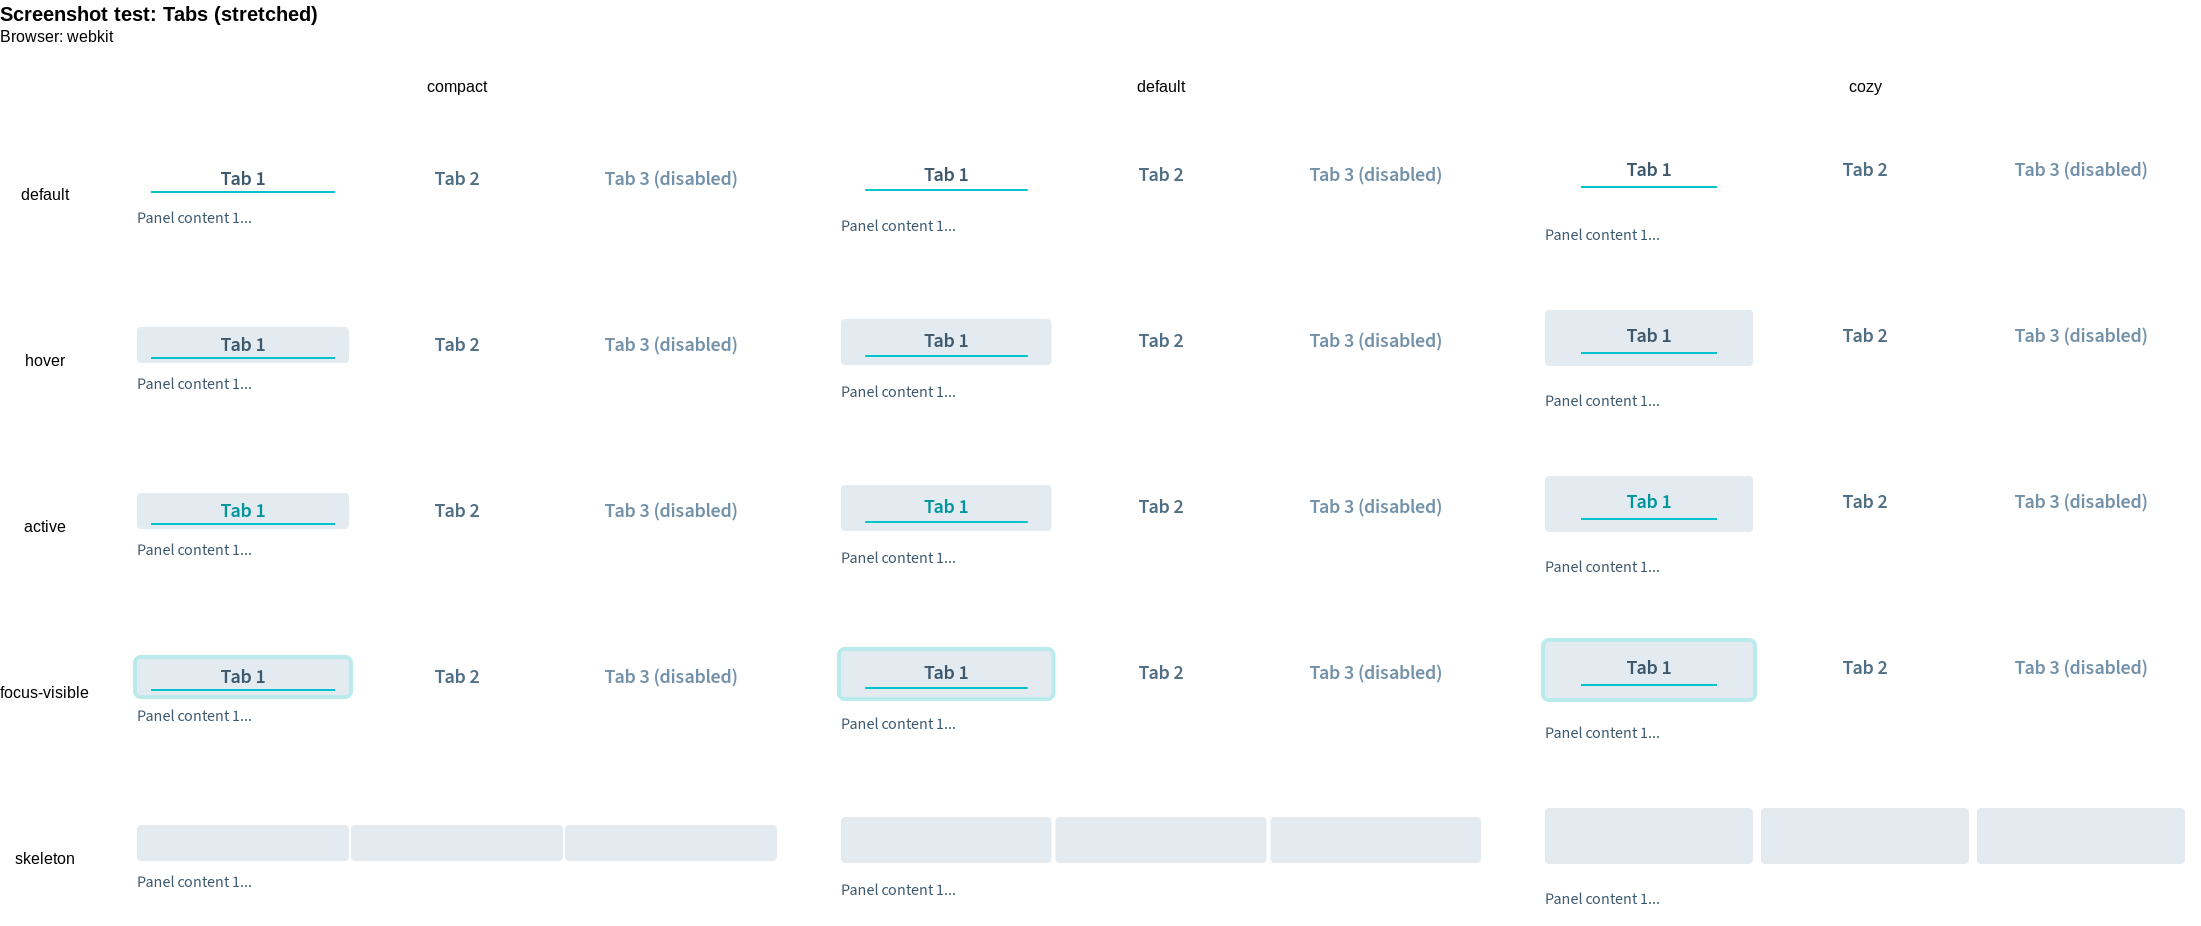 Screenshot test: Tabs (stretched)
Browser: webkit
compact default cozy
default Tab 1 Tab 2 Tab 3 (disabled) Tab 1 Tab 2 Tab 3 (disabled) Tab 1 Tab 2 Tab 3 (disabled)
Panel content 1... Panel content 1... Panel content 1...
hover Tab 1 Tab 2 Tab 3 (disabled) Tab 1 Tab 2 Tab 3 (disabled) Tab 1 Tab 2 Tab 3 (disabled)
Panel content 1... Panel content 1... Panel content 1...
active Tab 1 Tab 2 Tab 3 (disabled) Tab 1 Tab 2 Tab 3 (disabled) Tab 1 Tab 2 Tab 3 (disabled)
Panel content 1... Panel content 1... Panel content 1...
focus-visible Tab 1 Tab 2 Tab 3 (disabled) Tab 1 Tab 2 Tab 3 (disabled) Tab 1 Tab 2 Tab 3 (disabled)
Panel content 1... Panel content 1... Panel content 1...
skeleton
Panel content 1... Panel content 1... Panel content 1...